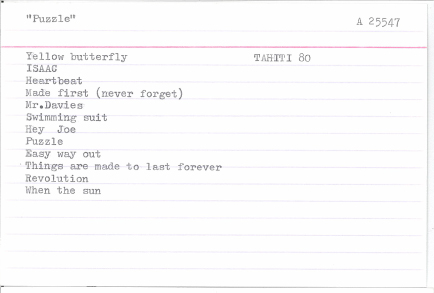 "Puzzle" A 25547
Yellow butterfly TAHITI 80
ISAAC
Heartbeat
Made first (never forget)
Mr.Davies
Swimming suit
Hey Joe
Puzzle
Easy way out
Things are made to last forever
Revolution
When the sun